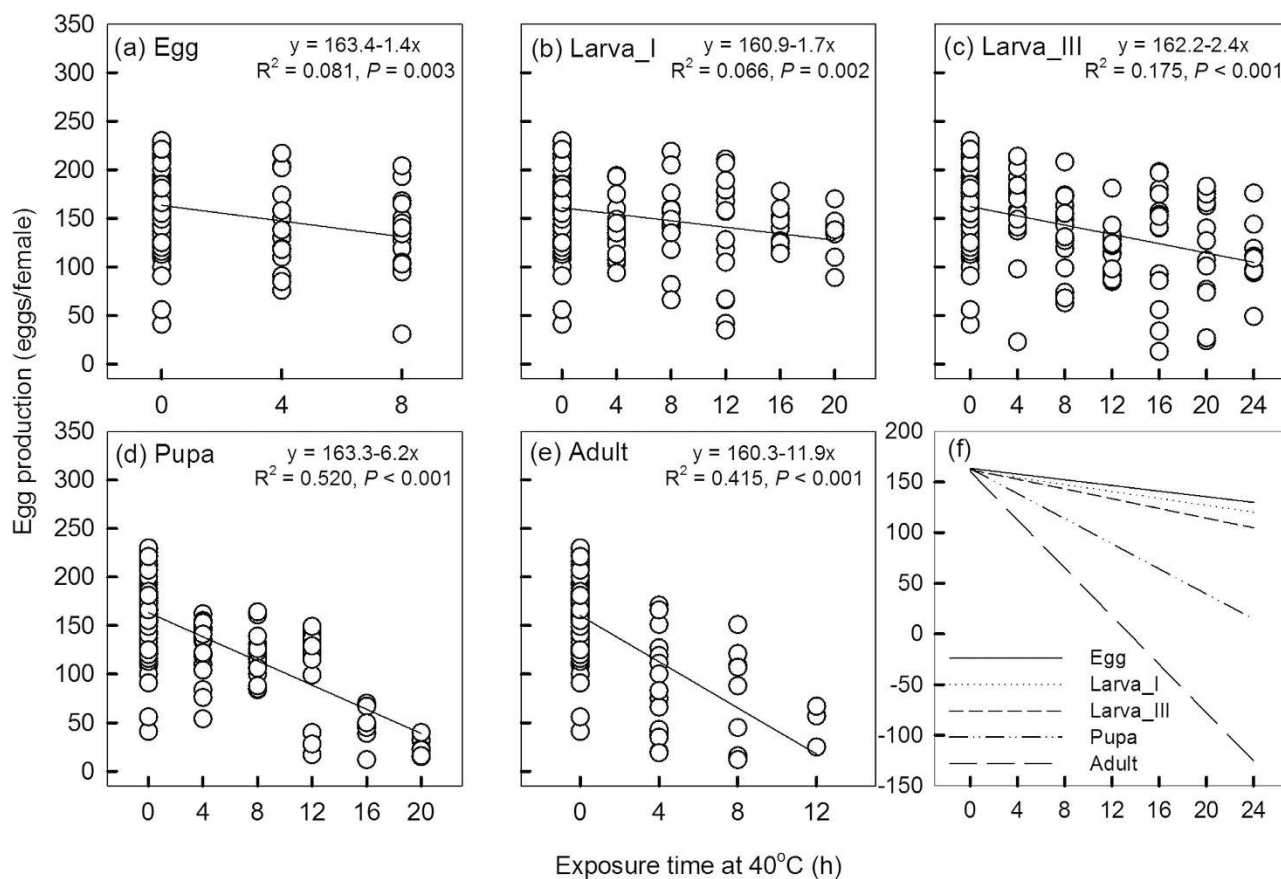 Egg production (eggs/female)
350
300
250
200
150
100
50
0
(a) Egg
y = 163.4-1.4x
R² = 0.081, P = 0.003
0 4 8
(b) Larva_I
y = 160.9-1.7x
R² = 0.066, P = 0.002
0 4 8 12 16 20
(c) Larva_III
y = 162.2-2.4x
R² = 0.175, P < 0.001
0 4 8 12 16 20 24
350
300
250
200
150
100
50
0
(d) Pupa
y = 163.3-6.2x
R² = 0.520, P < 0.001
0 4 8 12 16 20
(e) Adult
y = 160.3-11.9x
R² = 0.415, P < 0.001
0 4 8 12
200
150
100
50
0
-50
-100
-150
(f)
Egg
Larva_I
Larva_III
Pupa
Adult
0 4 8 12 16 20 24
Exposure time at 40°C (h)